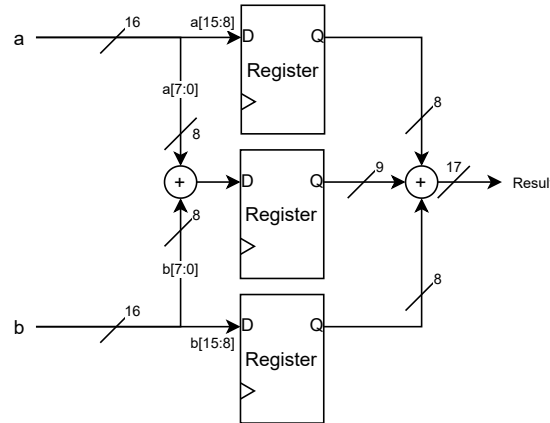 16
a[15:8]
D
Q
a
Register
a[7:0]
8
8
+
D
Q
9
+
17
Resul
8
Register
b[7:0]
8
16
D
Q
b
b[15:8]
Register